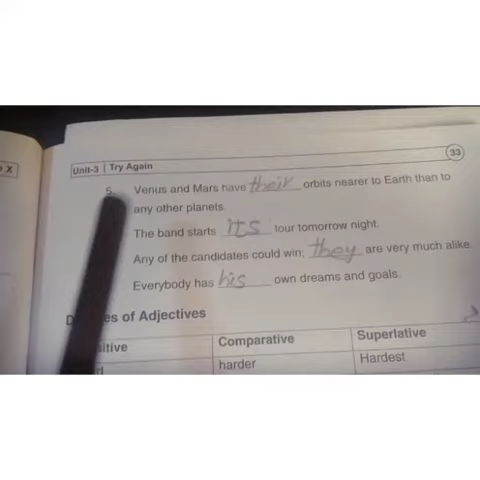 e X
Unit-3 | Try Again
33
5. Venus and Mars have their orbits nearer to Earth than to
any other planets.
The band starts its tour tomorrow night.
Any of the candidates could win; they are very much alike.
Everybody has his own dreams and goals.
D es of Adjectives
sitive Comparative Superlative
harder Hardest